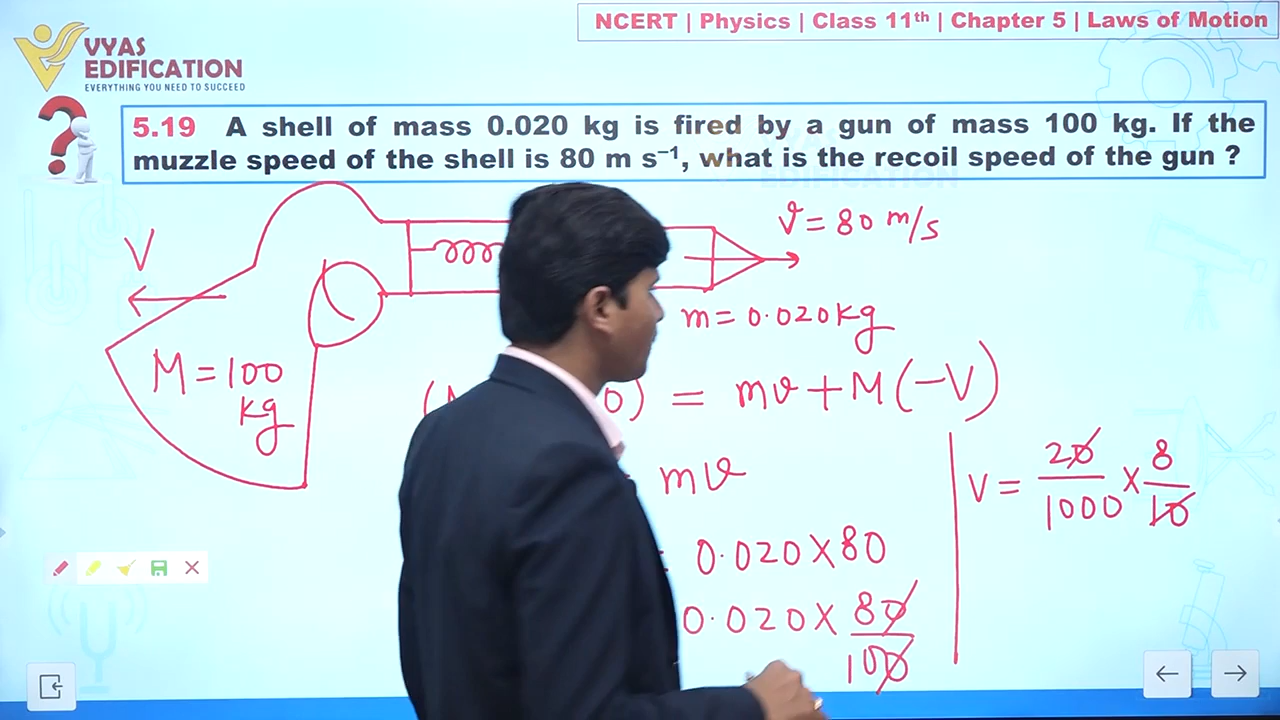 NCERT | Physics | Class 11th | Chapter 5 | Laws of Motion
VYAS
EDIFICATION
EVERYTHING YOU NEED TO SUCCEED
5.19 A shell of mass 0.020 kg is fired by a gun of mass 100 kg. If the
muzzle speed of the shell is 80 m s⁻¹, what is the recoil speed of the gun ?
EDIFICATION
V
v = 80 m/s
m = 0.020 kg
M = 100
kg
0) = mv + M(-V)
mv
= 0.020 × 80
0.020 × 80/100
V = 20/1000 × 8/10